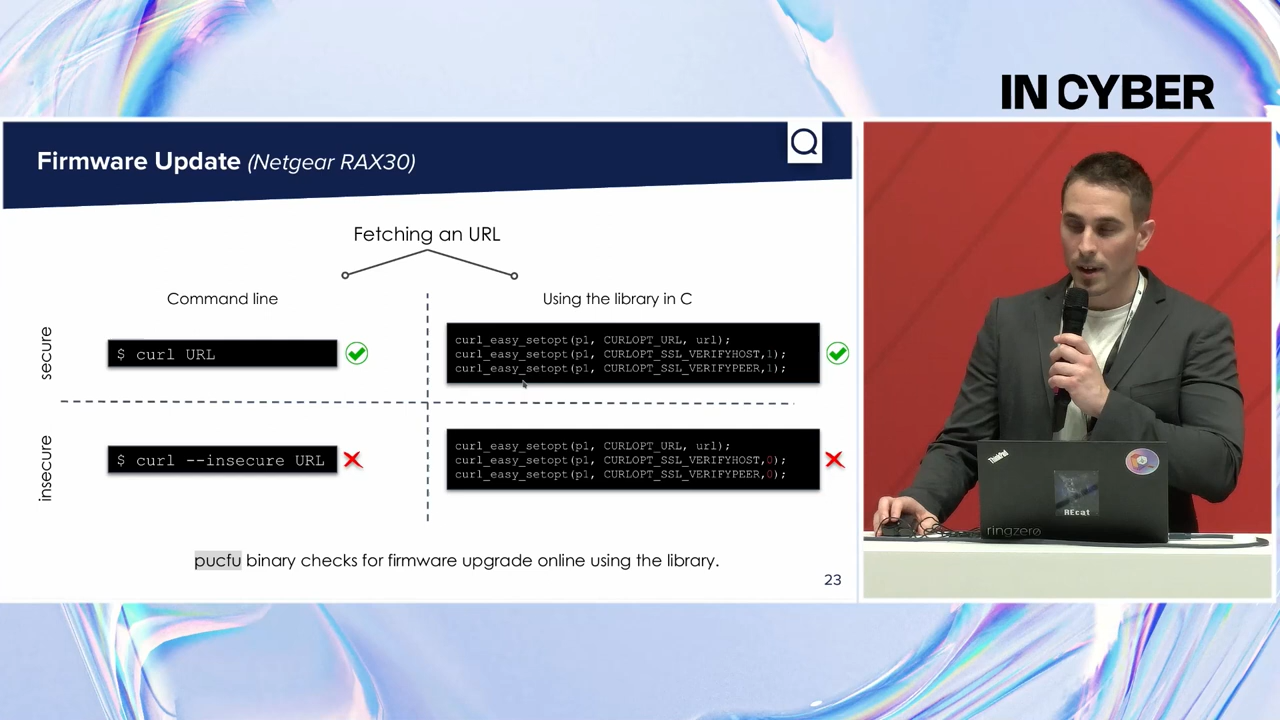 IN CYBER
Firmware Update (Netgear RAX30)
Fetching an URL
Command line
Using the library in C
secure
$ curl URL
curl_easy_setopt(p1, CURLOPT_URL, url);
curl_easy_setopt(p1, CURLOPT_SSL_VERIFYHOST,1);
curl_easy_setopt(p1, CURLOPT_SSL_VERIFYPEER,1);
insecure
$ curl --insecure URL
curl_easy_setopt(p1, CURLOPT_URL, url);
curl_easy_setopt(p1, CURLOPT_SSL_VERIFYHOST,0);
curl_easy_setopt(p1, CURLOPT_SSL_VERIFYPEER,0);
pucfu binary checks for firmware upgrade online using the library.
23
ThinkPad
REcat
ringzerø